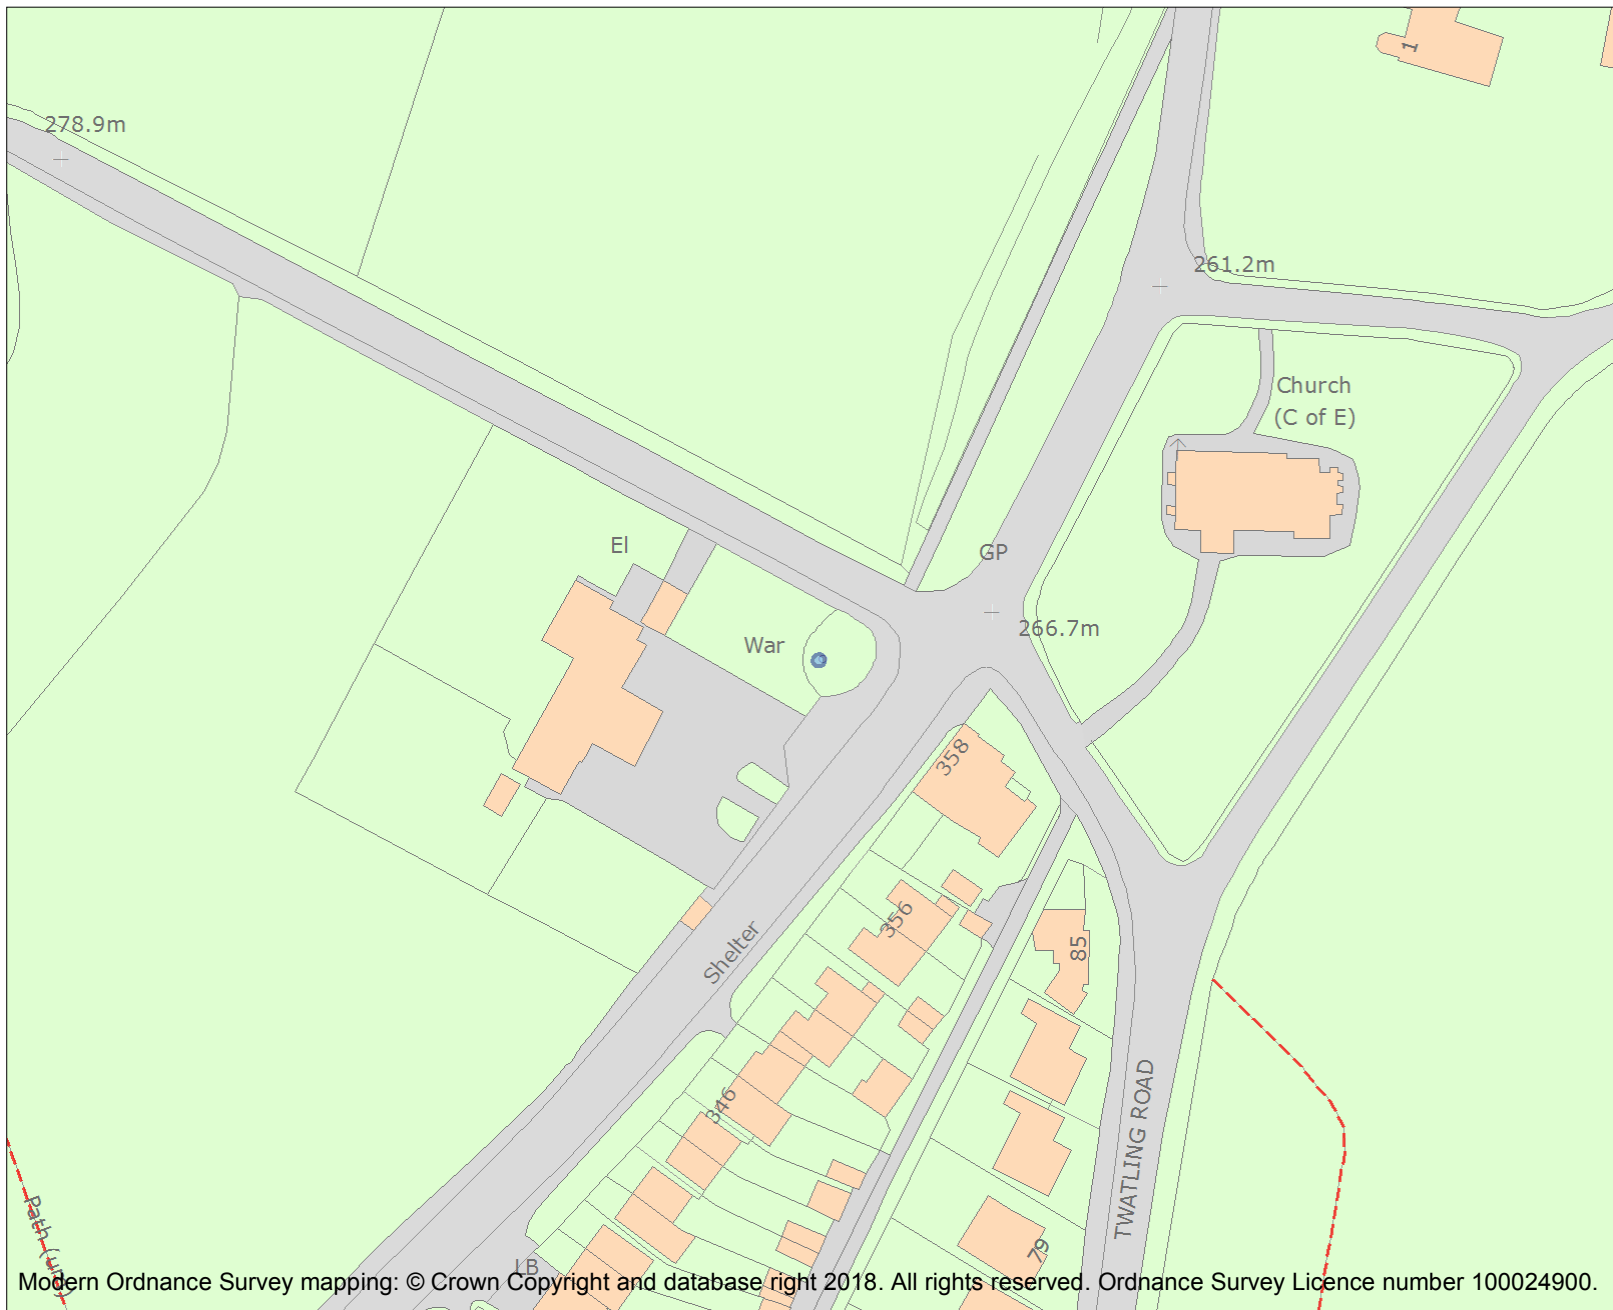 1
278.9m
261.2m
Church
(C of E)
El
GP
266.7m
War
358
356
85
Shelter
346
TWATLING ROAD
79
Path (um)
LB
Modern Ordnance Survey mapping: © Crown Copyright and database right 2018. All rights reserved. Ordnance Survey Licence number 100024900.